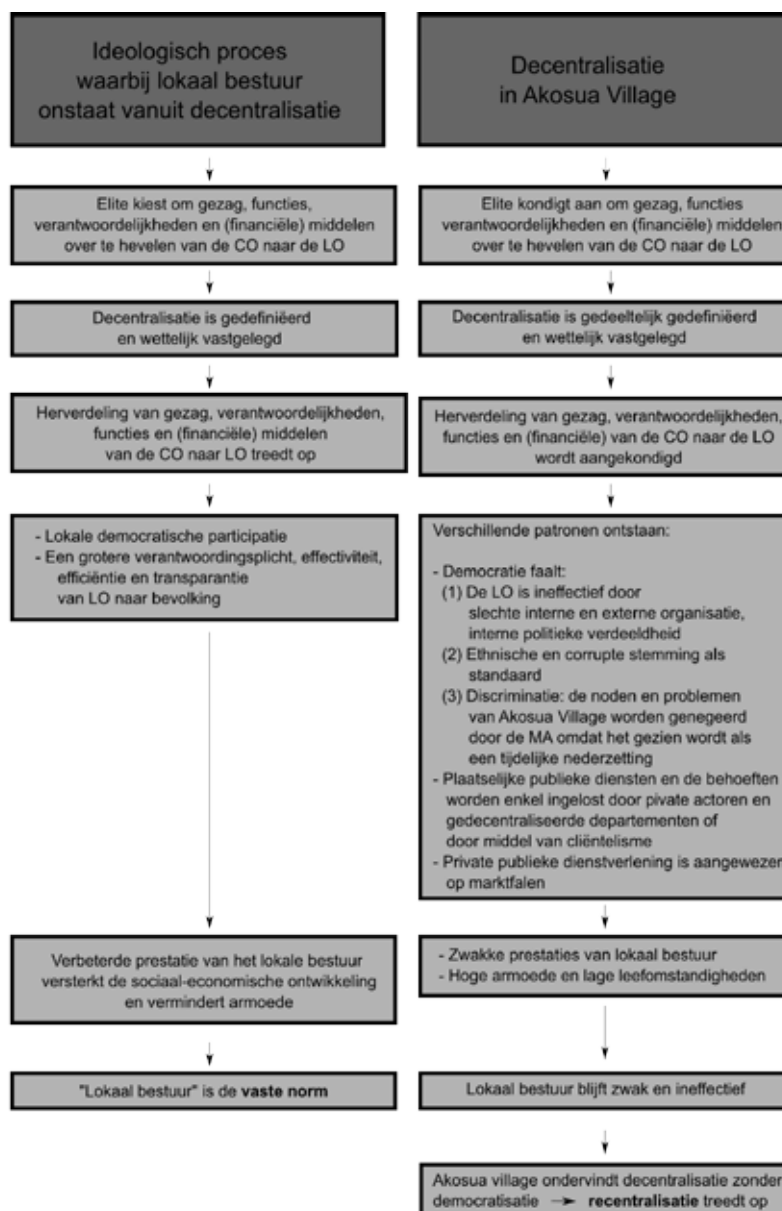 Ideologisch proces
waarbij lokaal bestuur
onstaat vanuit decentralisatie
Elite kiest om gezag, functies,
verantwoordelijkheden en (financiële) middelen
over te hevelen van de CO naar de LO
Decentralisatie is gedefiniëerd
en wettelijk vastgelegd
Herverdeling van gezag, verantwoordelijkheden,
functies en (financiële) middelen
van de CO naar LO treedt op
- Lokale democratische participatie
- Een grotere verantwoordingsplicht, effectiviteit,
efficiëntie en transparantie
van LO naar bevolking
Verbeterde prestatie van het lokale bestuur
versterkt de sociaal-economische ontwikkeling
en vermindert armoede
"Lokaal bestuur" is de vaste norm
Decentralisatie
in Akosua Village
Elite kondigt aan om gezag, functies
verantwoordelijkheden en (financiële) middelen
over te hevelen van de CO naar de LO
Decentralisatie is gedeeltelijk gedefiniëerd
en wettelijk vastgelegd
Herverdeling van gezag, verantwoordelijkheden,
functies en (financiële) van de CO naar de LO
wordt aangekondigd
Verschillende patronen ontstaan:
- Democratie faalt:
(1) De LO is ineffectief door
slechte interne en externe organisatie,
interne politieke verdeeldheid
(2) Ethnische en corrupte stemming als
standaard
(3) Discriminatie: de noden en problemen
van Akosua Village worden genegeerd
door de MA omdat het gezien wordt als
een tijdelijke nederzetting
- Plaatselijke publieke diensten en de behoeften
worden enkel ingelost door pivate actoren en
gedecentraliseerde departementen of
door middel van cliëntelisme
- Private publieke dienstverlening is aangewezen
op marktfalen
- Zwakke prestaties van lokaal bestuur
- Hoge armoede en lage leefomstandigheden
Lokaal bestuur blijft zwak en ineffectief
Akosua village ondervindt decentralisatie zonder
democratisatie → recentralisatie treedt op